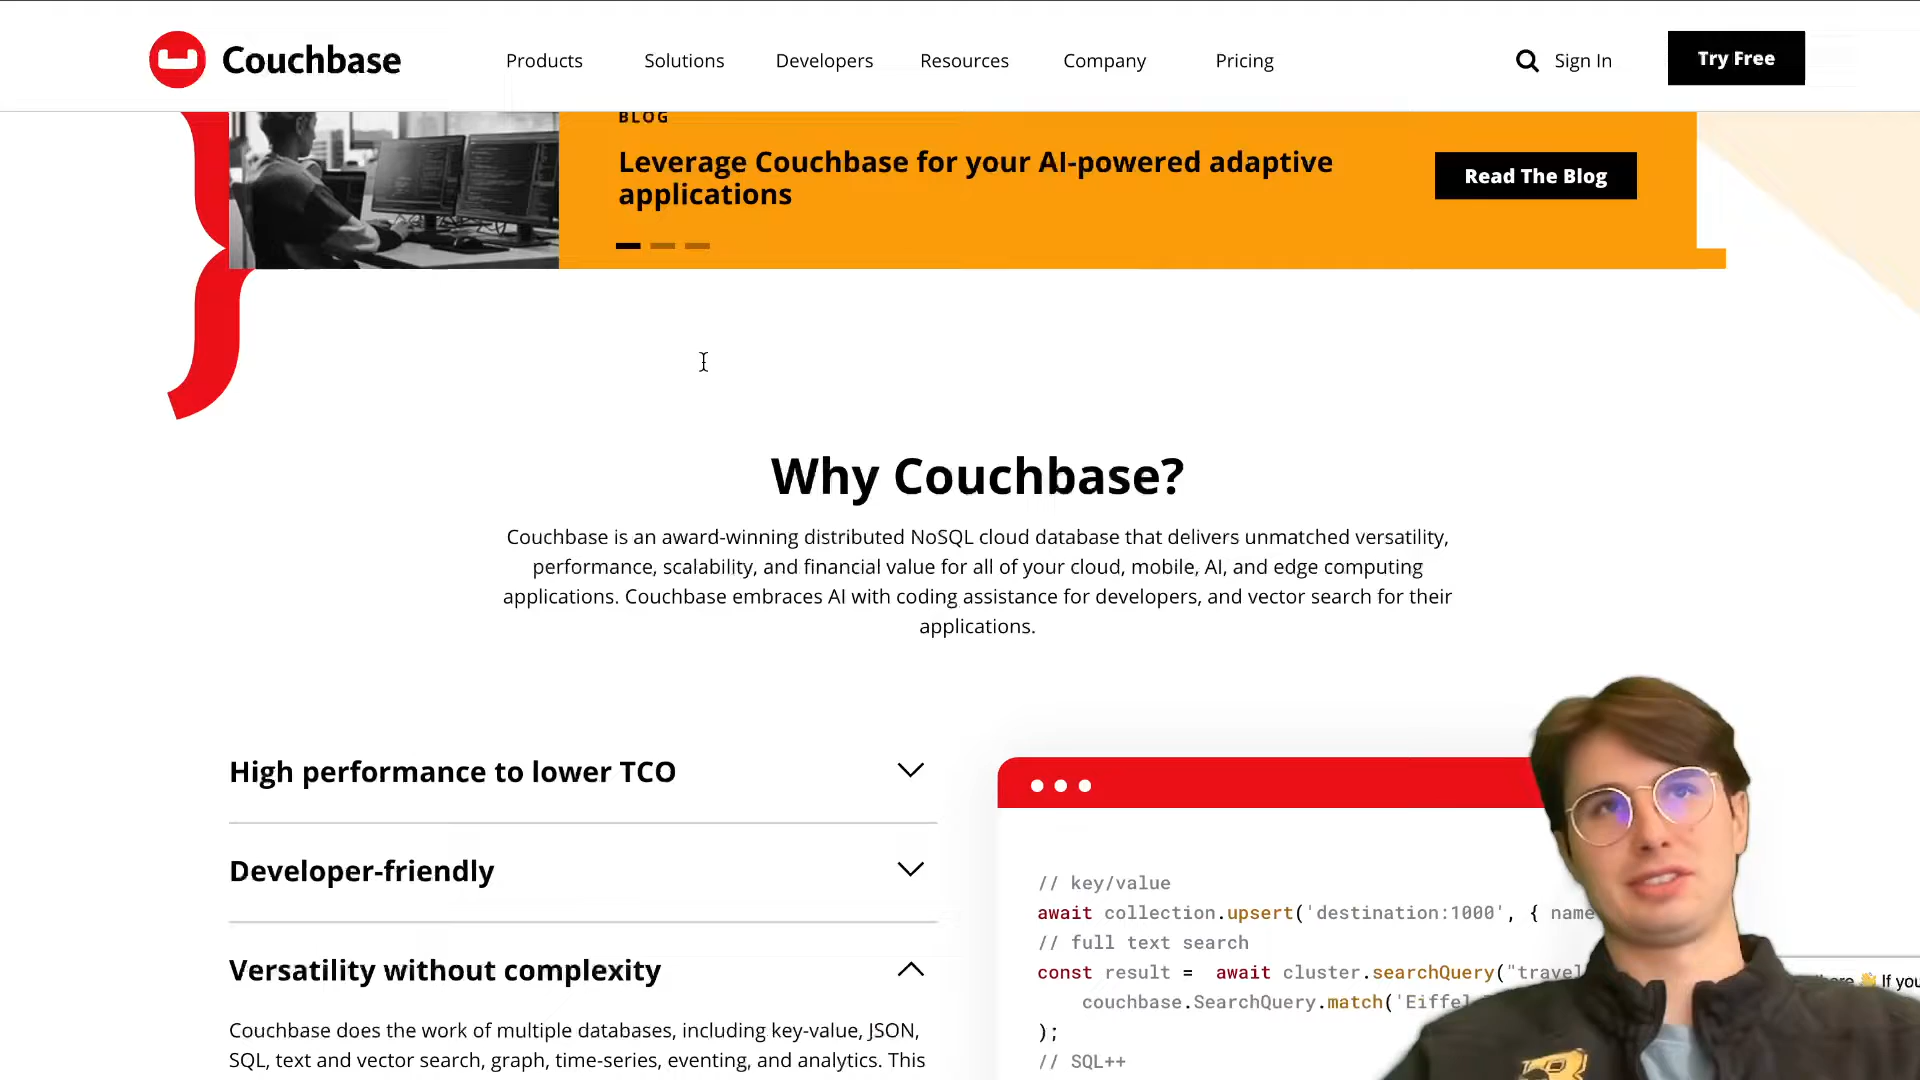 Couchbase
Products Solutions Developers Resources Company Pricing
Sign In
Try Free
BLOG
Leverage Couchbase for your AI-powered adaptive
applications
Read The Blog
Why Couchbase?
Couchbase is an award-winning distributed NoSQL cloud database that delivers unmatched versatility,
performance, scalability, and financial value for all of your cloud, mobile, AI, and edge computing
applications. Couchbase embraces AI with coding assistance for developers, and vector search for their
applications.
High performance to lower TCO
Developer-friendly
Versatility without complexity
Couchbase does the work of multiple databases, including key-value, JSON,
SQL, text and vector search, graph, time-series, eventing, and analytics. This
// key/value
await collection.upsert('destination:1000', { name
// full text search
const result = await cluster.searchQuery("travel
couchbase.SearchQuery.match('Eiffel
);
// SQL++
👋 If you